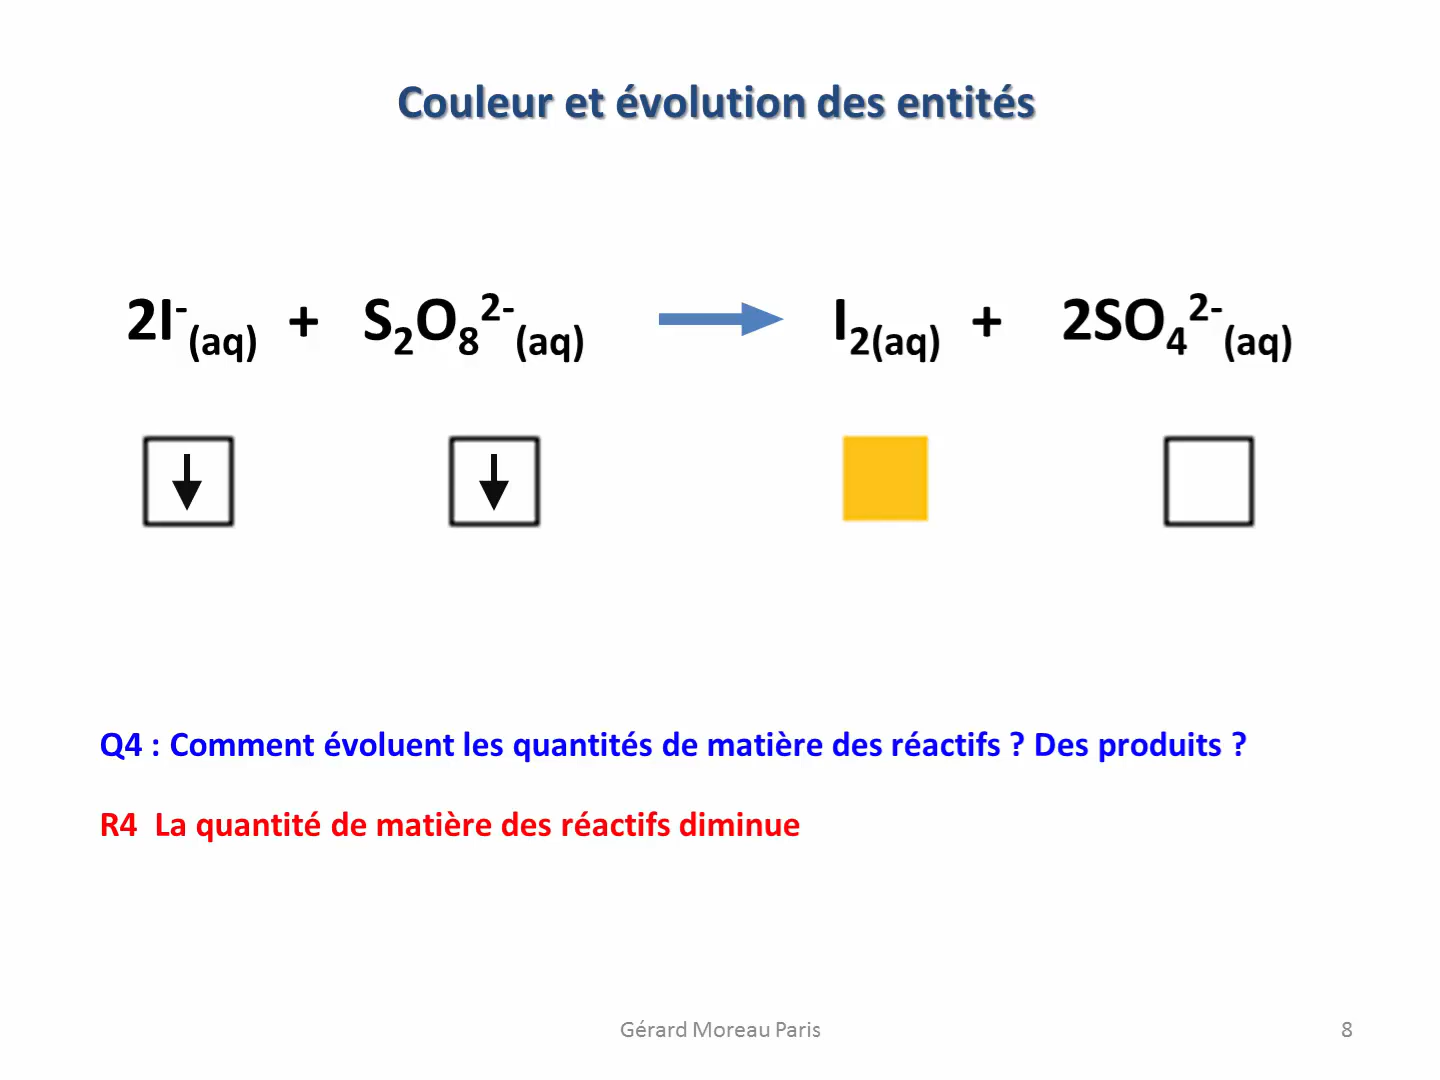 Couleur et évolution des entités
2I⁻(aq) + S₂O₈²⁻(aq) → I₂(aq) + 2SO₄²⁻(aq)
Q4 : Comment évoluent les quantités de matière des réactifs ? Des produits ?
R4 La quantité de matière des réactifs diminue
Gérard Moreau Paris 8